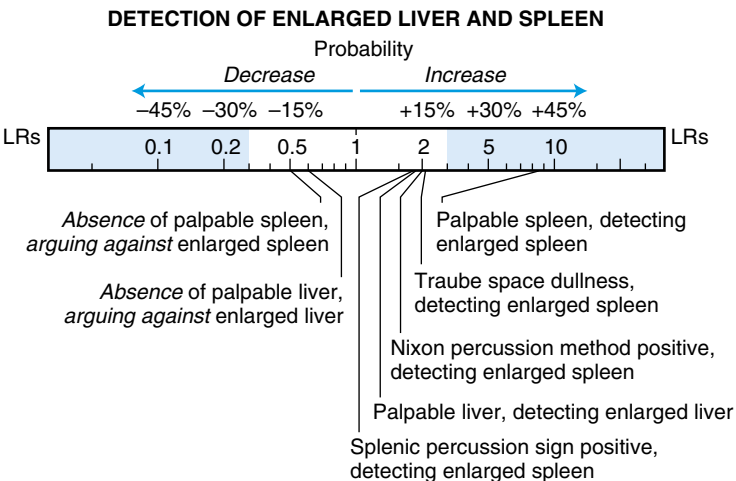 DETECTION OF ENLARGED LIVER AND SPLEEN
Probability
Decrease Increase
–45% –30% –15% +15% +30% +45%
LRs LRs
0.1 0.2 0.5 1 2 5 10
Absence of palpable spleen,
arguing against enlarged spleen
Palpable spleen, detecting
enlarged spleen
Absence of palpable liver,
arguing against enlarged liver
Traube space dullness,
detecting enlarged spleen
Nixon percussion method positive,
detecting enlarged spleen
Palpable liver, detecting enlarged liver
Splenic percussion sign positive,
detecting enlarged spleen